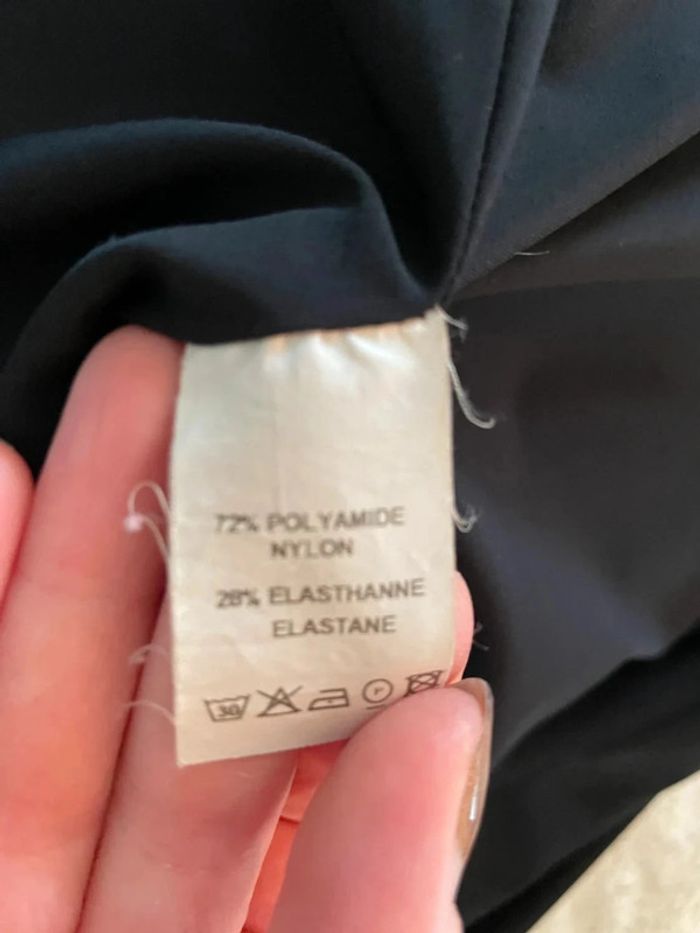 72% POLYAMIDE
NYLON
28% ELASTHANNE
ELASTANE
30 P